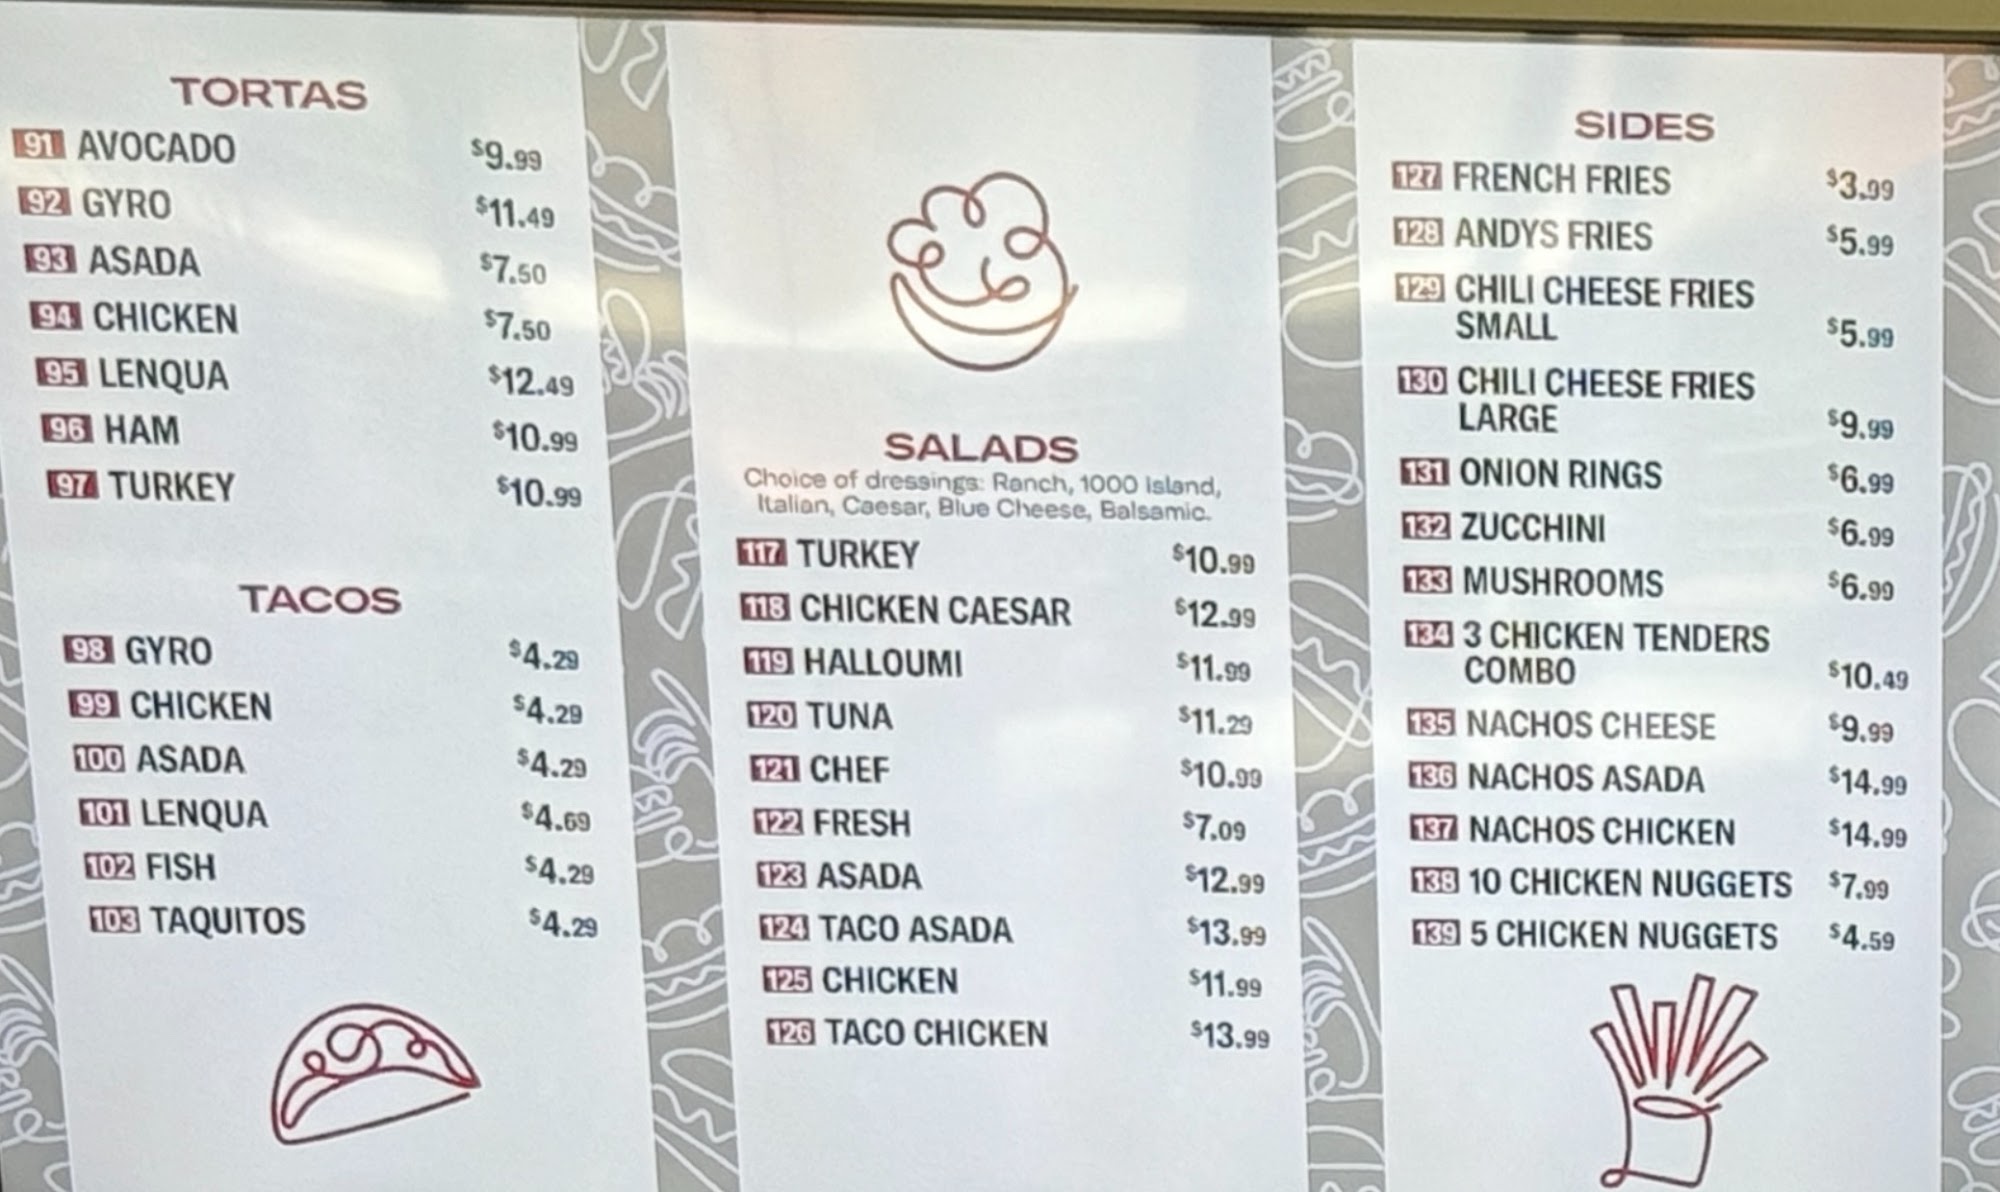 TORTAS
91 AVOCADO $9.99
92 GYRO $11.49
93 ASADA $7.50
94 CHICKEN $7.50
95 LENQUA $12.49
96 HAM $10.99
97 TURKEY $10.99
TACOS
98 GYRO $4.29
99 CHICKEN $4.29
100 ASADA $4.29
101 LENQUA $4.69
102 FISH $4.29
103 TAQUITOS $4.29
SALADS
Choice of dressings: Ranch, 1000 Island,
Italian, Caesar, Blue Cheese, Balsamic.
117 TURKEY $10.99
118 CHICKEN CAESAR $12.99
119 HALLOUMI $11.99
120 TUNA $11.29
121 CHEF $10.99
122 FRESH $7.09
123 ASADA $12.99
124 TACO ASADA $13.99
125 CHICKEN $11.99
126 TACO CHICKEN $13.99
SIDES
127 FRENCH FRIES $3.99
128 ANDYS FRIES $5.99
129 CHILI CHEESE FRIES
SMALL $5.99
130 CHILI CHEESE FRIES
LARGE $9.99
131 ONION RINGS $6.99
132 ZUCCHINI $6.99
133 MUSHROOMS $6.99
134 3 CHICKEN TENDERS
COMBO $10.49
135 NACHOS CHEESE $9.99
136 NACHOS ASADA $14.99
137 NACHOS CHICKEN $14.99
138 10 CHICKEN NUGGETS $7.99
139 5 CHICKEN NUGGETS $4.59